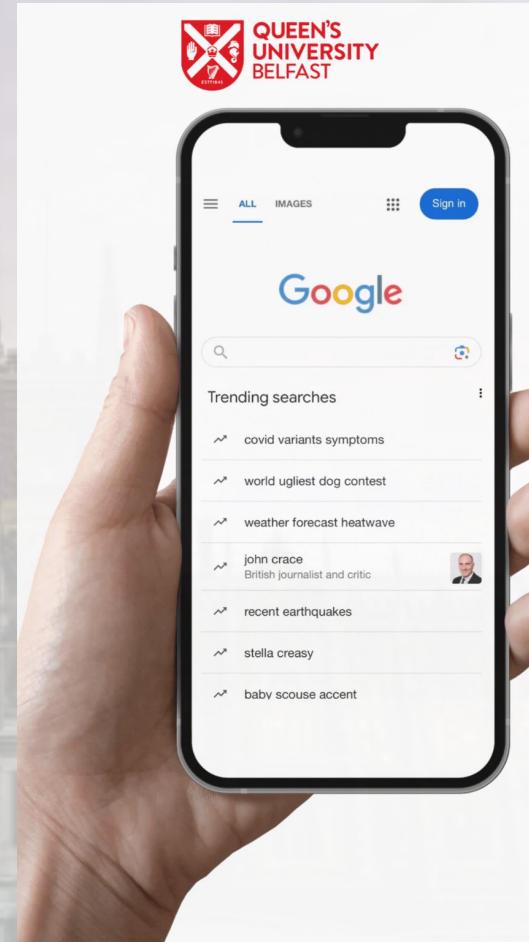 QUEEN'S
UNIVERSITY
BELFAST
ESTD1845
ALL IMAGES Sign in
Google
Trending searches
covid variants symptoms
world ugliest dog contest
weather forecast heatwave
john crace
British journalist and critic
recent earthquakes
stella creasy
baby scouse accent